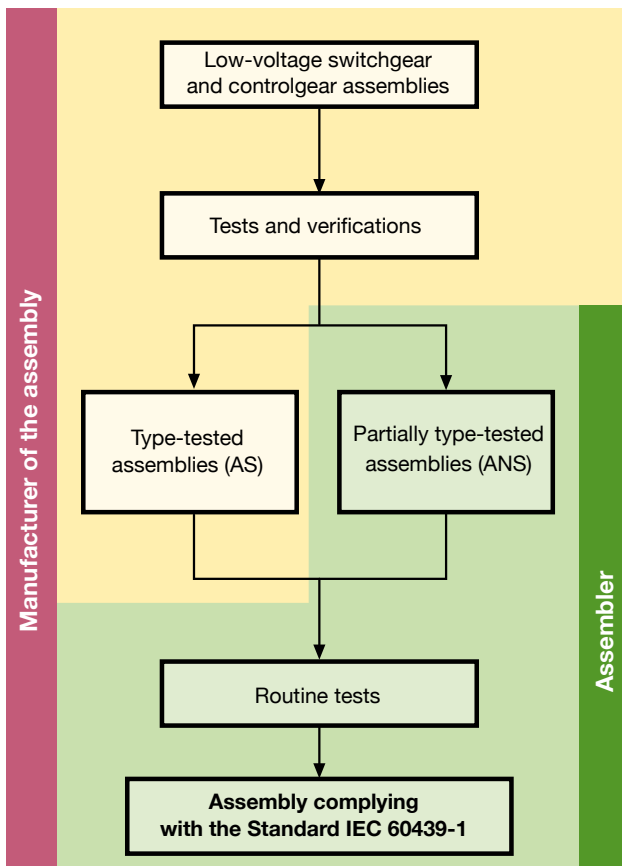 Low-voltage switchgear
and controlgear assemblies
Tests and verifications
Manufacturer of the assembly
Type-tested
assemblies (AS)
Partially type-tested
assemblies (ANS)
Assembler
Routine tests
Assembly complying
with the Standard IEC 60439-1